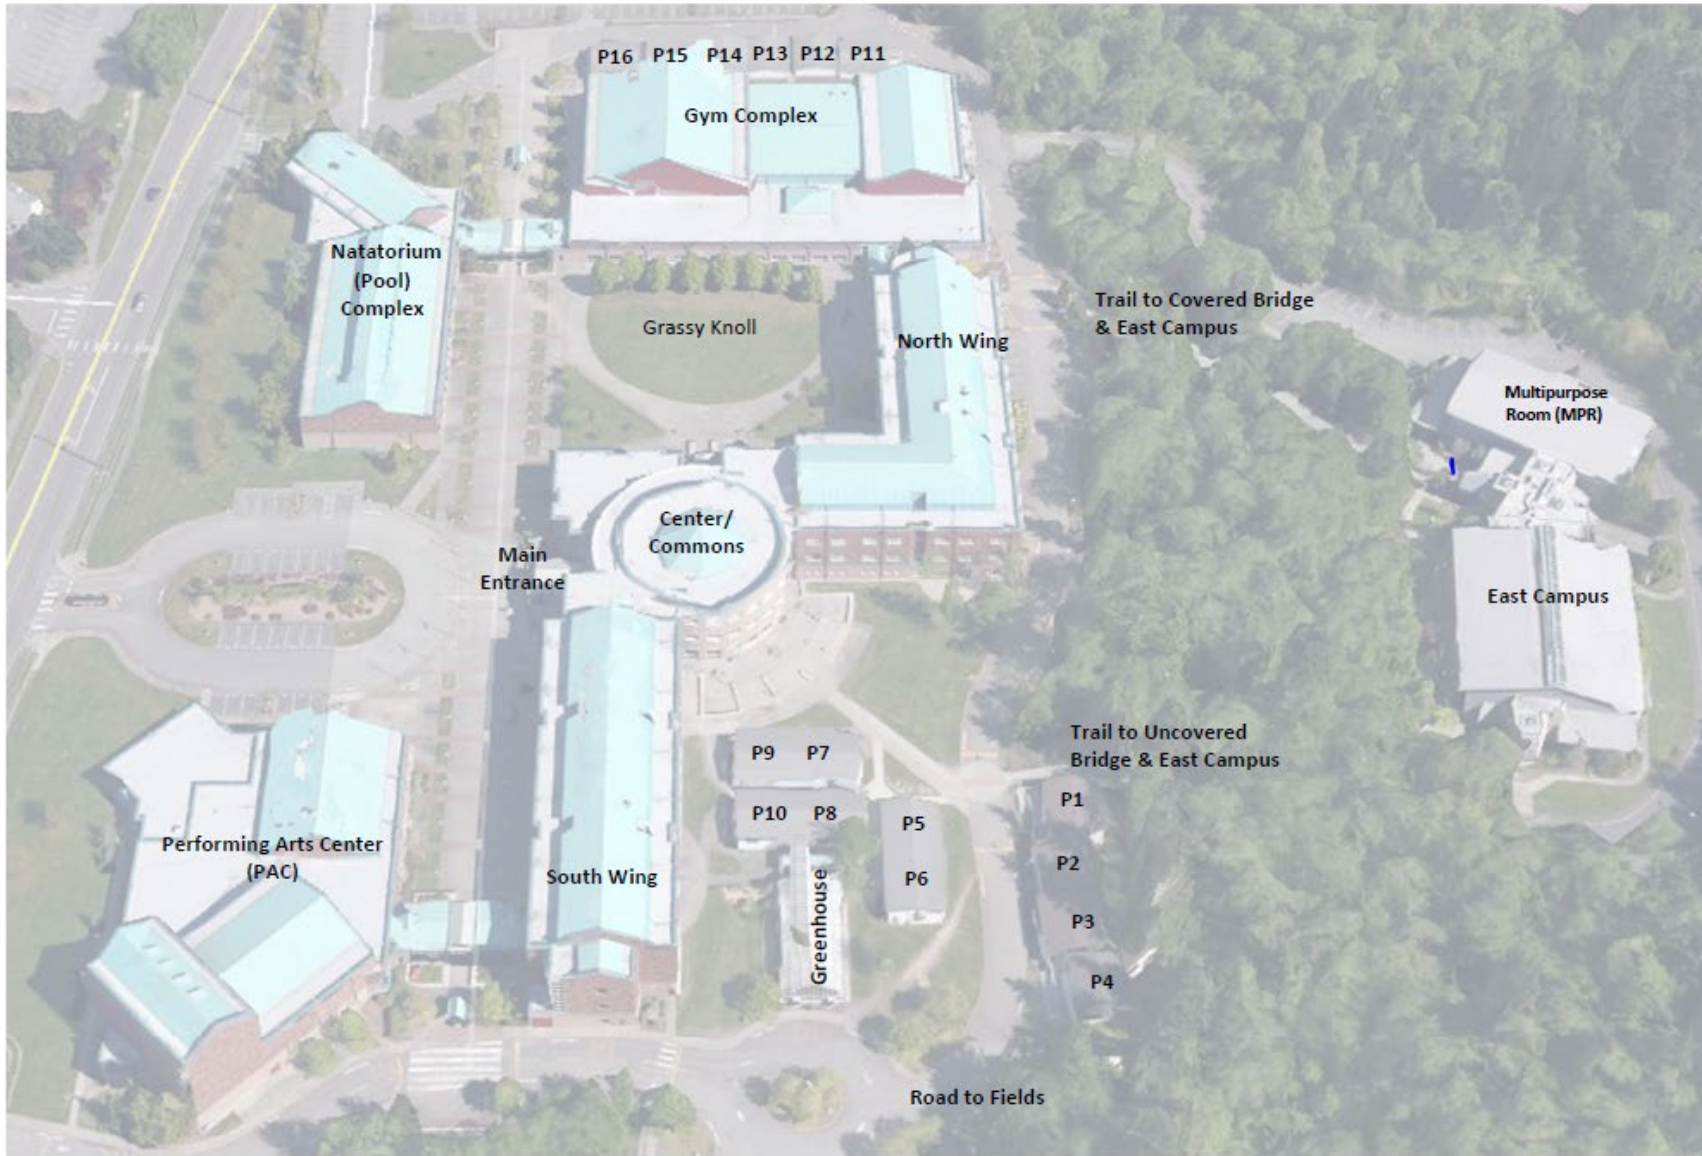 P16 P15 P14 P13 P12 P11
Gym Complex
Natatorium
(Pool)
Complex
Grassy Knoll
North Wing
Trail to Covered Bridge
& East Campus
Multipurpose
Room (MPR)
Center/
Commons
Main
Entrance
East Campus
Trail to Uncovered
Bridge & East Campus
P9 P7
P10 P8
P5
P6
P1
P2
P3
P4
Performing Arts Center
(PAC)
South Wing
Greenhouse
Road to Fields